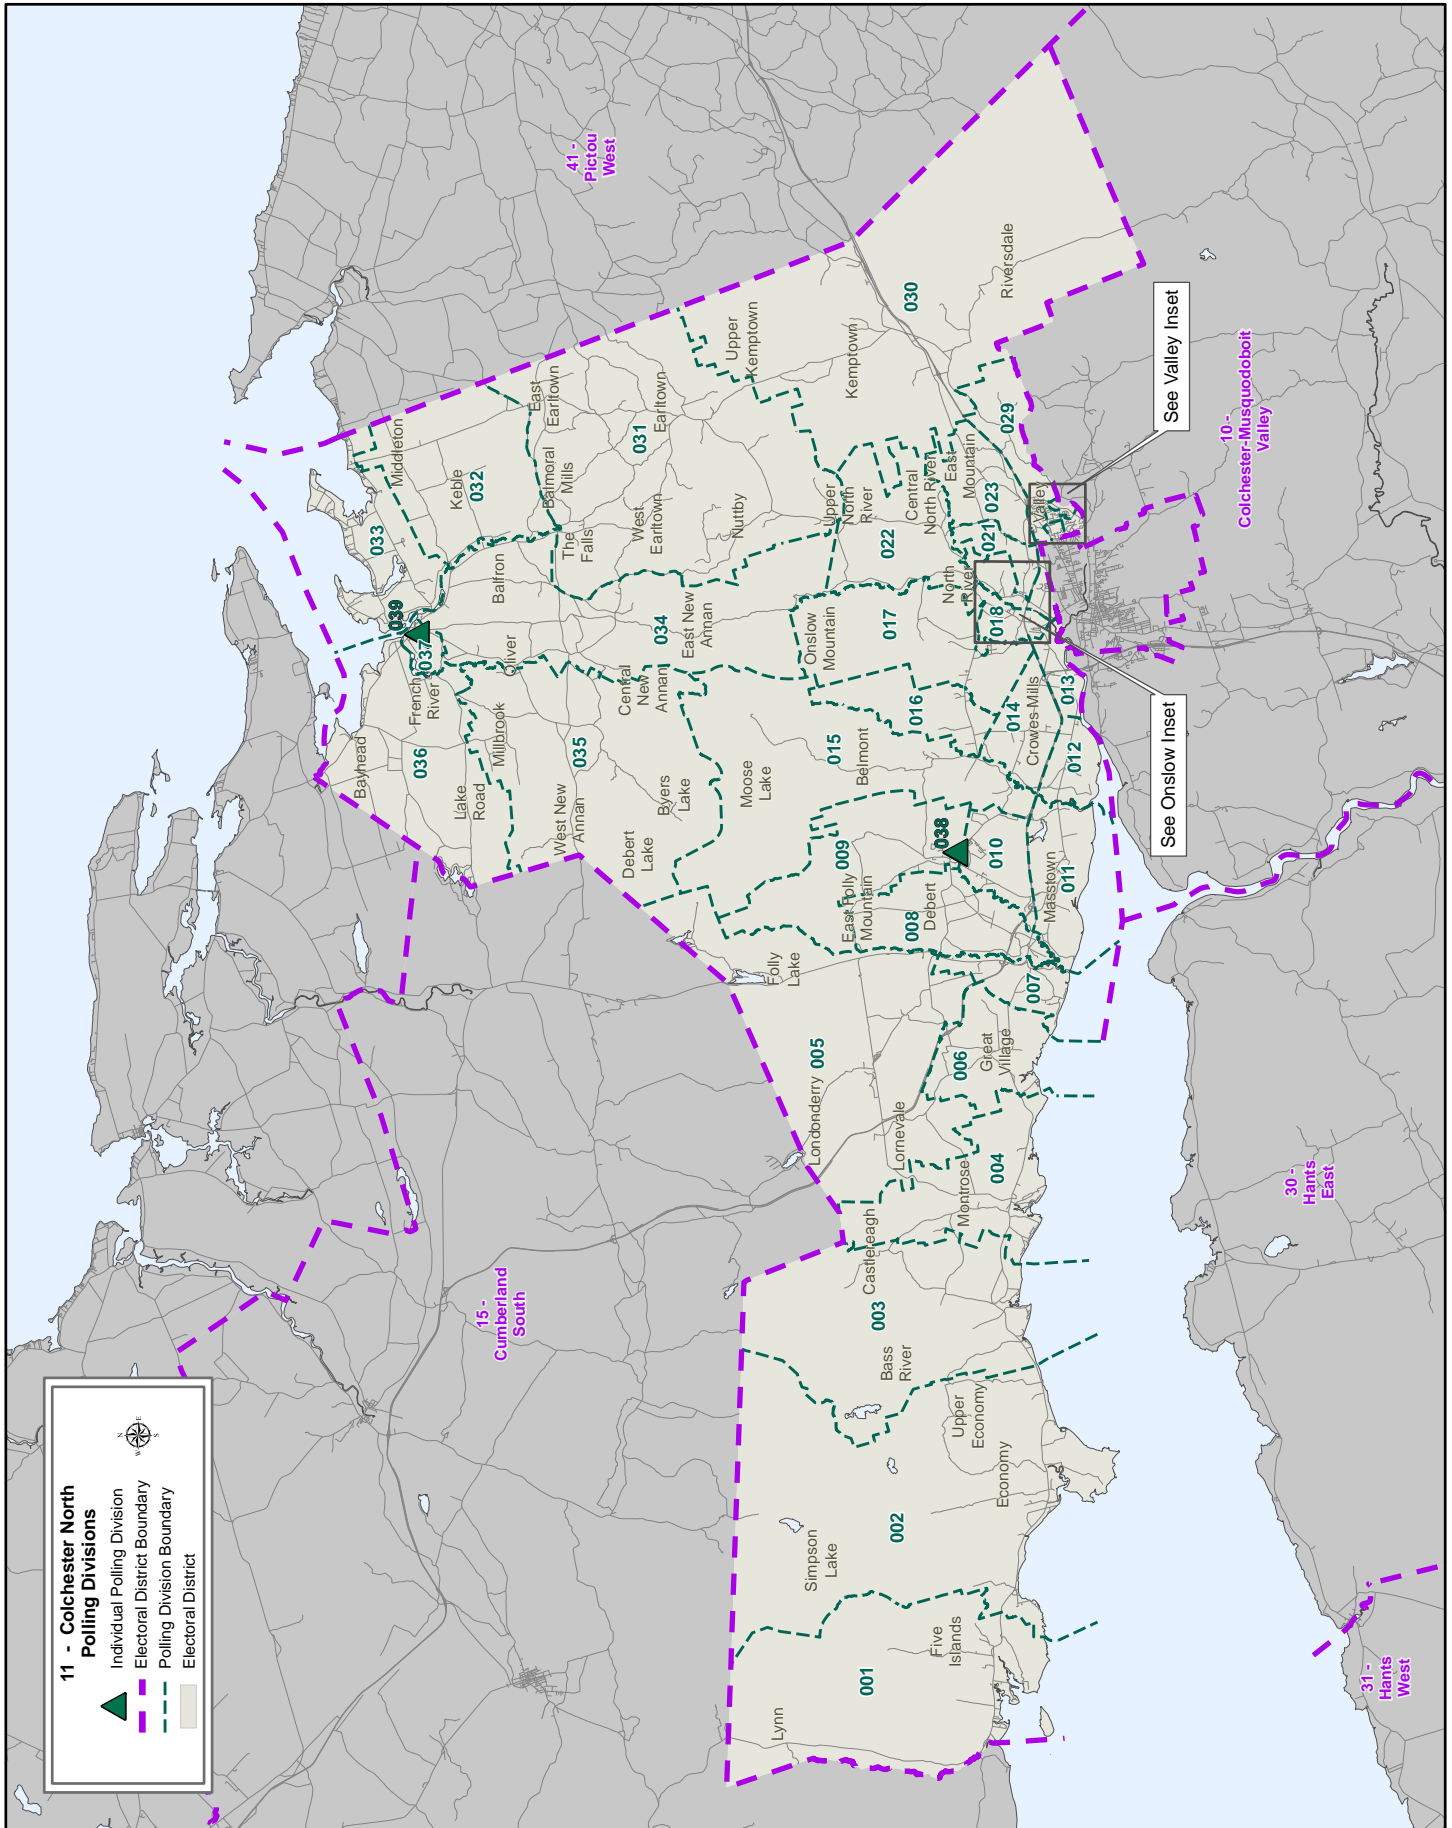 11 - Colchester North
Polling Divisions
Individual Polling Division
Electoral District Boundary
Polling Division Boundary
Electoral District
N
E
S
W
41 -
Pictou
West
15 -
Cumberland
South
10 -
Colchester-Musquodoboit
Valley
30 -
Hants
East
31 -
Hants
West
See Valley Inset
See Onslow Inset
Lynn
001
Five
Islands
Simpson
Lake
002
Economy
Upper
Economy
Bass
River
003
Castlereagh
Montrose
004
Lornevale
Londonderry
005
006
Great
Village
007
Folly
Lake
East Folly
Mountain
008
Debert
009
038
010
Masstown
011
Debert
Lake
Byers
Lake
Moose
Lake
015
Belmont
016
014
Crowes Mills
012
013
Onslow
Mountain
017
018
North
River
021
022
023
Upper
North
River
Central
North River
East
Mountain
Valley
029
030
Riversdale
Kemptown
Upper
Kemptown
Nuttby
West
Earltown
031
Earltown
East
Earltown
Balmoral
Mills
The
Falls
Keble
032
Middleton
033
039
037
Balfron
Oliver
034
East New
Annan
Central
New
Annan
035
West New
Annan
Millbrook
Lake
Road
036
French
River
Bayhead